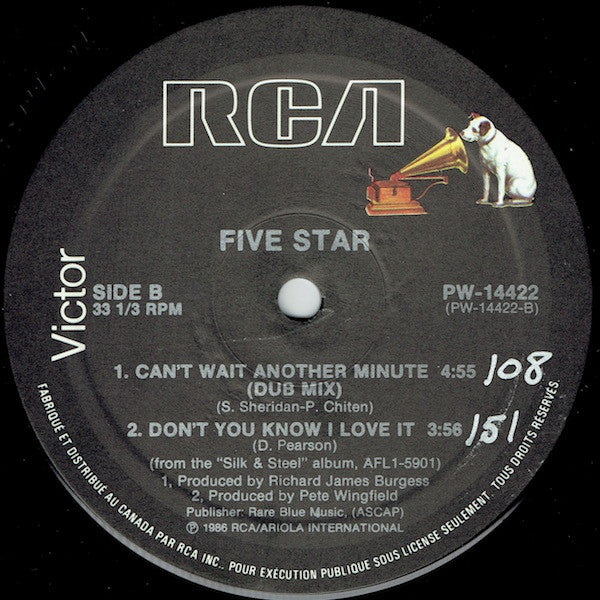 RCA
FIVE STAR
Victor
SIDE B
33 1/3 RPM
PW-14422
(PW-14422-B)
1. CAN'T WAIT ANOTHER MINUTE 4:55 108
(DUB MIX)
(S. Sheridan-P. Chiten)
2. DON'T YOU KNOW I LOVE IT 3:56 151
(D. Pearson)
(from the "Silk & Steel" album, AFL1-5901)
1, Produced by Richard James Burgess
2, Produced by Pete Wingfield
Publisher: Rare Blue Music, (ASCAP)
℗ 1986 RCA/ARIOLA INTERNATIONAL
FABRIQUE ET DISTRIBUÉ AU CANADA PAR RCA INC., POUR EXÉCUTION PUBLIQUE SOUS LICENSE SEULEMENT. TOUS DROITS RÉSERVÉS